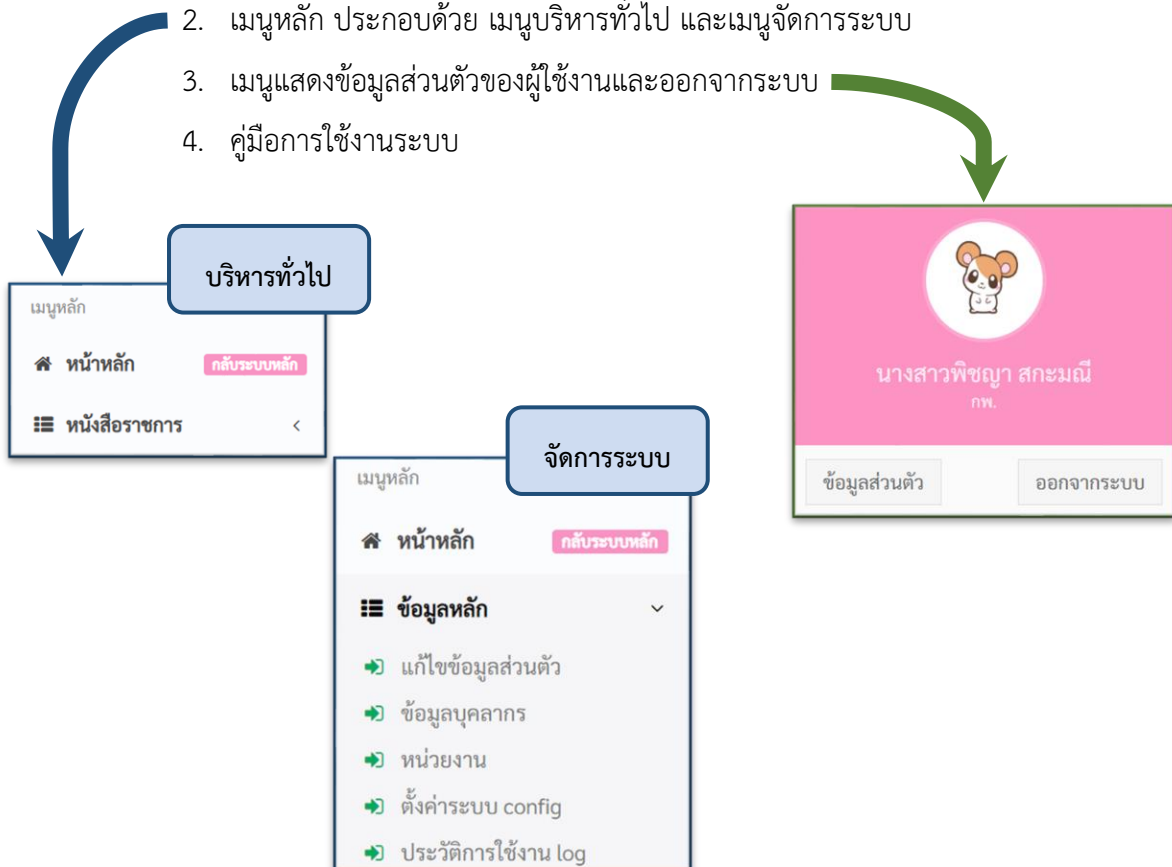 2. เมนูหลัก ประกอบด้วย เมนูบริหารทั่วไป และเมนูจัดการระบบ
3. เมนูแสดงข้อมูลส่วนตัวของผู้ใช้งานและออกจากระบบ
4. คู่มือการใช้งานระบบ
บริหารทั่วไป
เมนูหลัก
หน้าหลัก กลับระบบหลัก
หนังสือราชการ
นางสาวพิชญา สกะมณี
กพ.
ข้อมูลส่วนตัว ออกจากระบบ
จัดการระบบ
เมนูหลัก
หน้าหลัก กลับระบบหลัก
ข้อมูลหลัก
แก้ไขข้อมูลส่วนตัว
ข้อมูลบุคลากร
หน่วยงาน
ตั้งค่าระบบ config
ประวัติการใช้งาน log